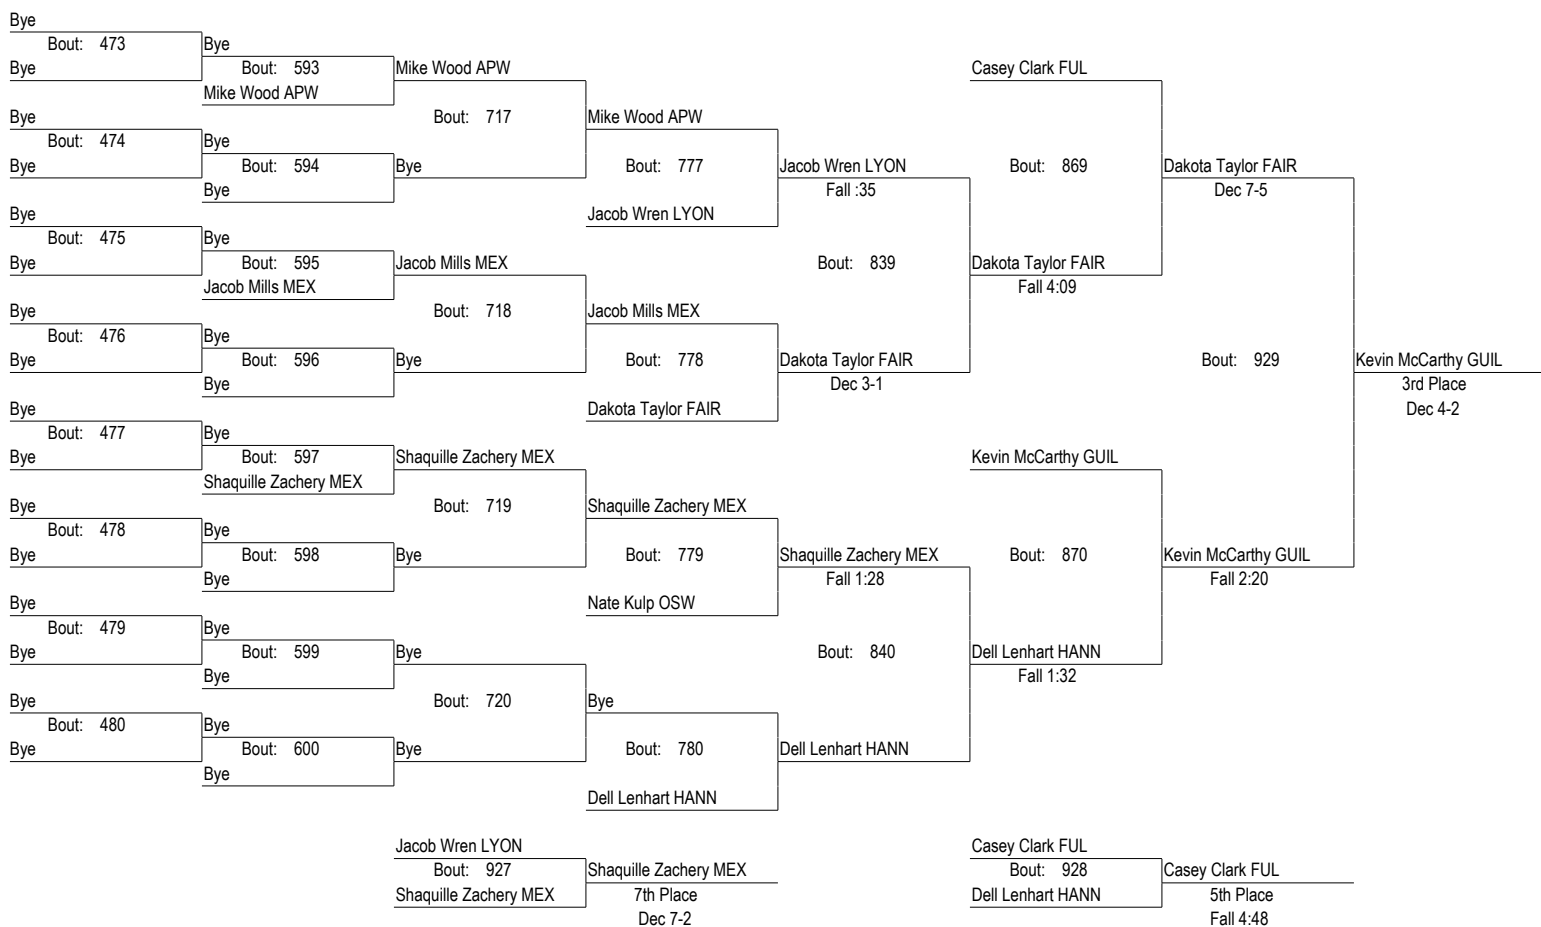 Bye
Bout: 473 Bye
Bye Bout: 593 Mike Wood APW Casey Clark FUL
Mike Wood APW
Bye Bout: 717 Mike Wood APW
Bout: 474 Bye
Bye Bout: 594 Bye Bout: 777 Jacob Wren LYON Bout: 869 Dakota Taylor FAIR
Bye Fall :35 Dec 7-5
Bye Jacob Wren LYON
Bout: 475 Bye
Bye Bout: 595 Jacob Mills MEX Bout: 839 Dakota Taylor FAIR
Jacob Mills MEX Fall 4:09
Bye Bout: 718 Jacob Mills MEX
Bout: 476 Bye
Bye Bout: 596 Bye Bout: 778 Dakota Taylor FAIR Bout: 929 Kevin McCarthy GUIL
Bye Dec 3-1 3rd Place
Bye Dakota Taylor FAIR Dec 4-2
Bout: 477 Bye
Bye Bout: 597 Shaquille Zachery MEX Kevin McCarthy GUIL
Shaquille Zachery MEX
Bye Bout: 719 Shaquille Zachery MEX
Bout: 478 Bye
Bye Bout: 598 Bye Bout: 779 Shaquille Zachery MEX Bout: 870 Kevin McCarthy GUIL
Bye Fall 1:28 Fall 2:20
Bye Nate Kulp OSW
Bout: 479 Bye
Bye Bout: 599 Bye Bout: 840 Dell Lenhart HANN
Bye Fall 1:32
Bye Bout: 720 Bye
Bout: 480 Bye
Bye Bout: 600 Bye Bout: 780 Dell Lenhart HANN
Bye
Dell Lenhart HANN
Jacob Wren LYON Casey Clark FUL
Bout: 927 Shaquille Zachery MEX Bout: 928 Casey Clark FUL
Shaquille Zachery MEX 7th Place Dell Lenhart HANN 5th Place
Dec 7-2 Fall 4:48